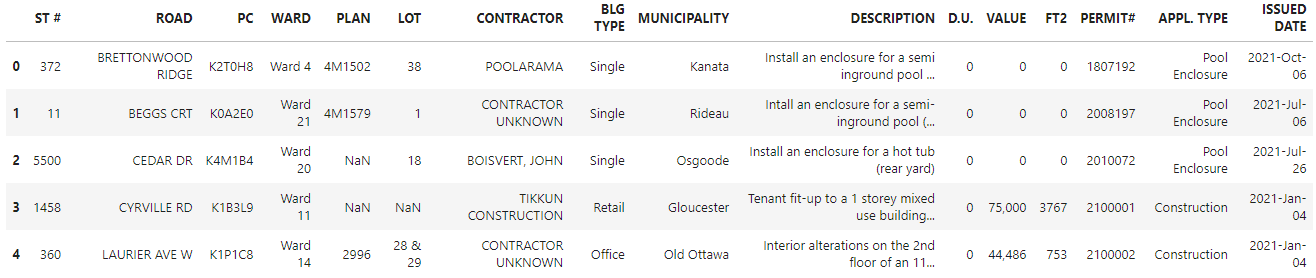 ST # ROAD PC WARD PLAN LOT CONTRACTOR BLG TYPE MUNICIPALITY DESCRIPTION D.U. VALUE FT2 PERMIT# APPL. TYPE ISSUED DATE
0 372 BRETTONWOOD RIDGE K2T0H8 Ward 4 4M1502 38 POOLARAMA Single Kanata Install an enclosure for a semi inground pool ... 0 0 0 1807192 Pool Enclosure 2021-Oct-06
1 11 BEGGS CRT K0A2E0 Ward 21 4M1579 1 CONTRACTOR UNKNOWN Single Rideau Intall an enclosure for a semi-inground pool (... 0 0 0 2008197 Pool Enclosure 2021-Jul-06
2 5500 CEDAR DR K4M1B4 Ward 20 NaN 18 BOISVERT, JOHN Single Osgoode Install an enclosure for a hot tub (rear yard) 0 0 0 2010072 Pool Enclosure 2021-Jul-26
3 1458 CYRVILLE RD K1B3L9 Ward 11 NaN NaN TIKKUN CONSTRUCTION Retail Gloucester Tenant fit-up to a 1 storey mixed use building... 0 75,000 3767 2100001 Construction 2021-Jan-04
4 360 LAURIER AVE W K1P1C8 Ward 14 2996 28 & 29 CONTRACTOR UNKNOWN Office Old Ottawa Interior alterations on the 2nd floor of an 11... 0 44,486 753 2100002 Construction 2021-Jan-04